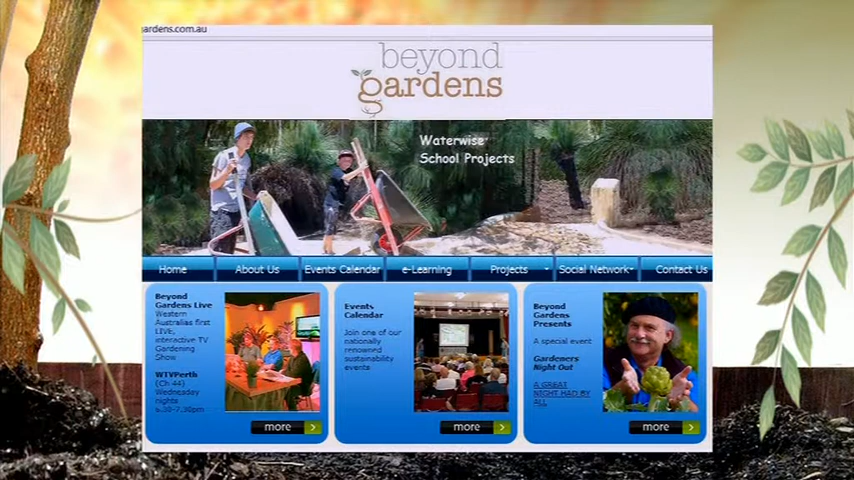 gardens.com.au
beyond
gardens
Waterwise
School Projects
Home
About Us
Events Calendar
e-Learning
Projects
Social Network
Contact Us
Beyond
Gardens Live
Western
Australias first
LIVE,
interactive TV
Gardening
Show
WTVPerth
(Ch 44)
Wednesday
nights
6.30-7.30pm
more
Events
Calendar
Join one of our
nationally
renowned
sustainability
events
more
Beyond
Gardens
Presents
A special event
Gardeners
Night Out
A GREAT
NIGHT HAD BY
ALL
more